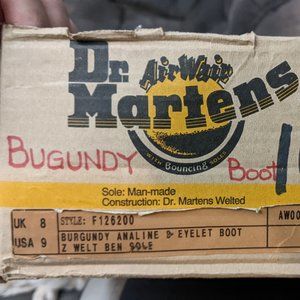 Dr. AirWair
Martens
WITH Bouncing SOLES
BUGUNDY Boot
Sole: Man-made
Construction: Dr. Martens Welted
UK 8 STYLE: F126200 AW00
USA 9 BURGUNDY ANALINE 8 EYELET BOOT
Z WELT BEN SOLE